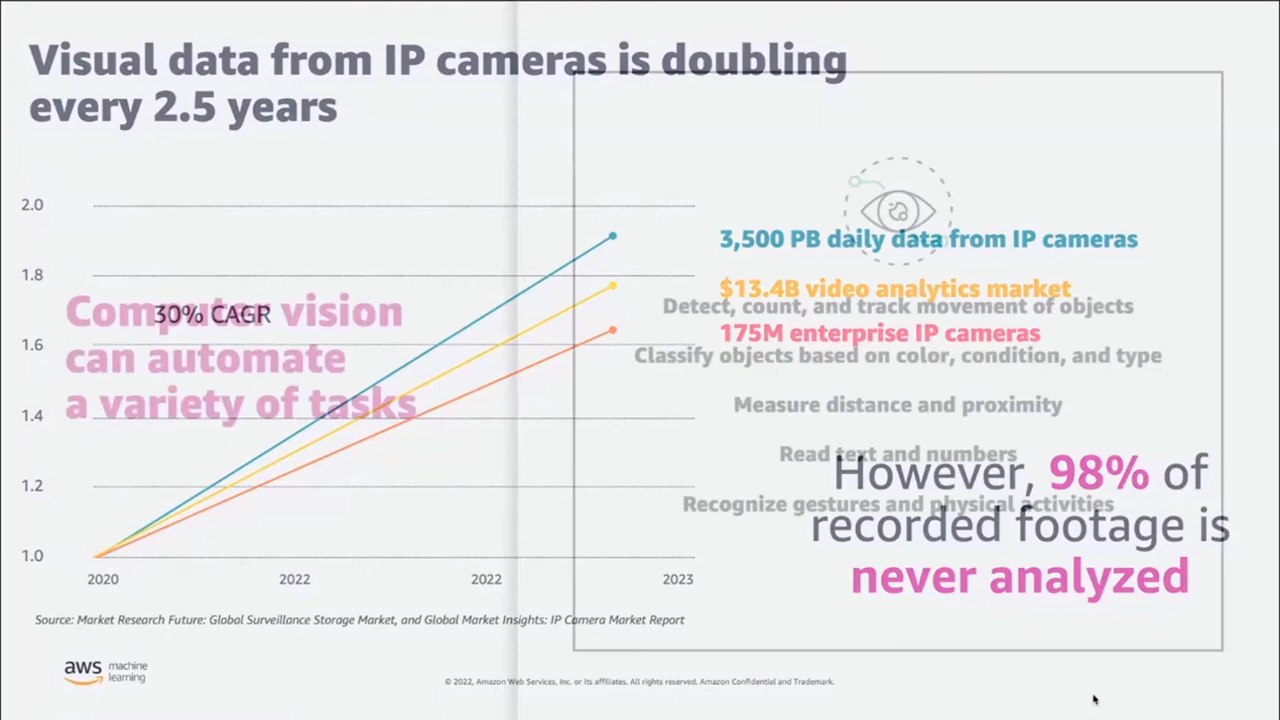 Visual data from IP cameras is doubling
every 2.5 years
2.0
1.8
1.6
1.4
1.2
1.0
30% CAGR
2020
2022
2022
2023
3,500 PB daily data from IP cameras
$13.4B video analytics market
175M enterprise IP cameras
However, 98% of
recorded footage is
never analyzed
Computer vision
can automate
a variety of tasks
Detect, count, and track movement of objects
Classify objects based on color, condition, and type
Measure distance and proximity
Read text and numbers
Recognize gestures and physical activities
Source: Market Research Future: Global Surveillance Storage Market, and Global Market Insights: IP Camera Market Report
aws machine
learning
© 2022, Amazon Web Services, Inc. or its affiliates. All rights reserved. Amazon Confidential and Trademark.